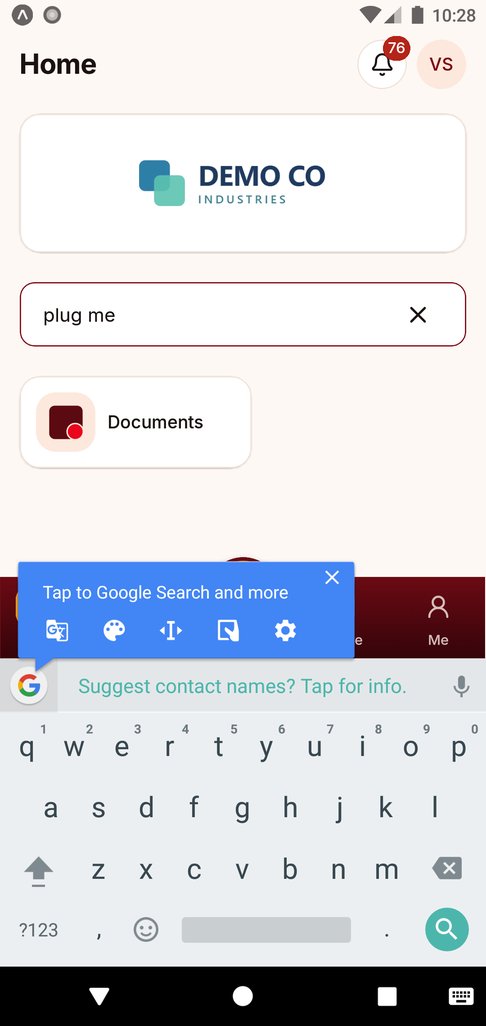 10:28
Home
76
VS
DEMO CO
INDUSTRIES
plug me
Documents
Tap to Google Search and more
e
Me
G
Suggest contact names? Tap for info.
1 2 3 4 5 6 7 8 9 0
q w e r t y u i o p
a s d f g h j k l
z x c v b n m
?123 , .